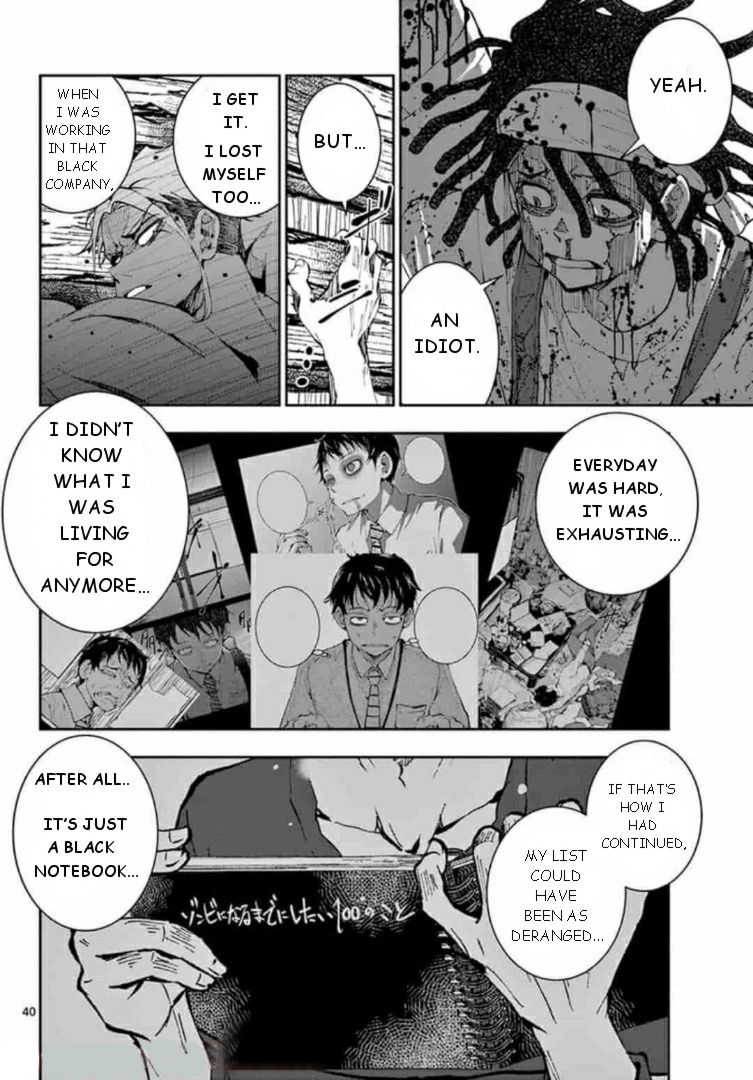 YEAH.
AN
IDIOT.
BUT...
I GET
IT.
I LOST
MYSELF
TOO...
WHEN
I WAS
WORKING
IN THAT
BLACK
COMPANY,
EVERYDAY
WAS HARD,
IT WAS
EXHAUSTING...
I DIDN'T
KNOW
WHAT I
WAS
LIVING
FOR
ANYMORE...
IF THAT'S
HOW I
HAD
CONTINUED,
MY LIST
COULD
HAVE
BEEN AS
DERANGED...
AFTER ALL..
IT'S JUST
A BLACK
NOTEBOOK...
ゾンビになるまでにしたい100のこと
40